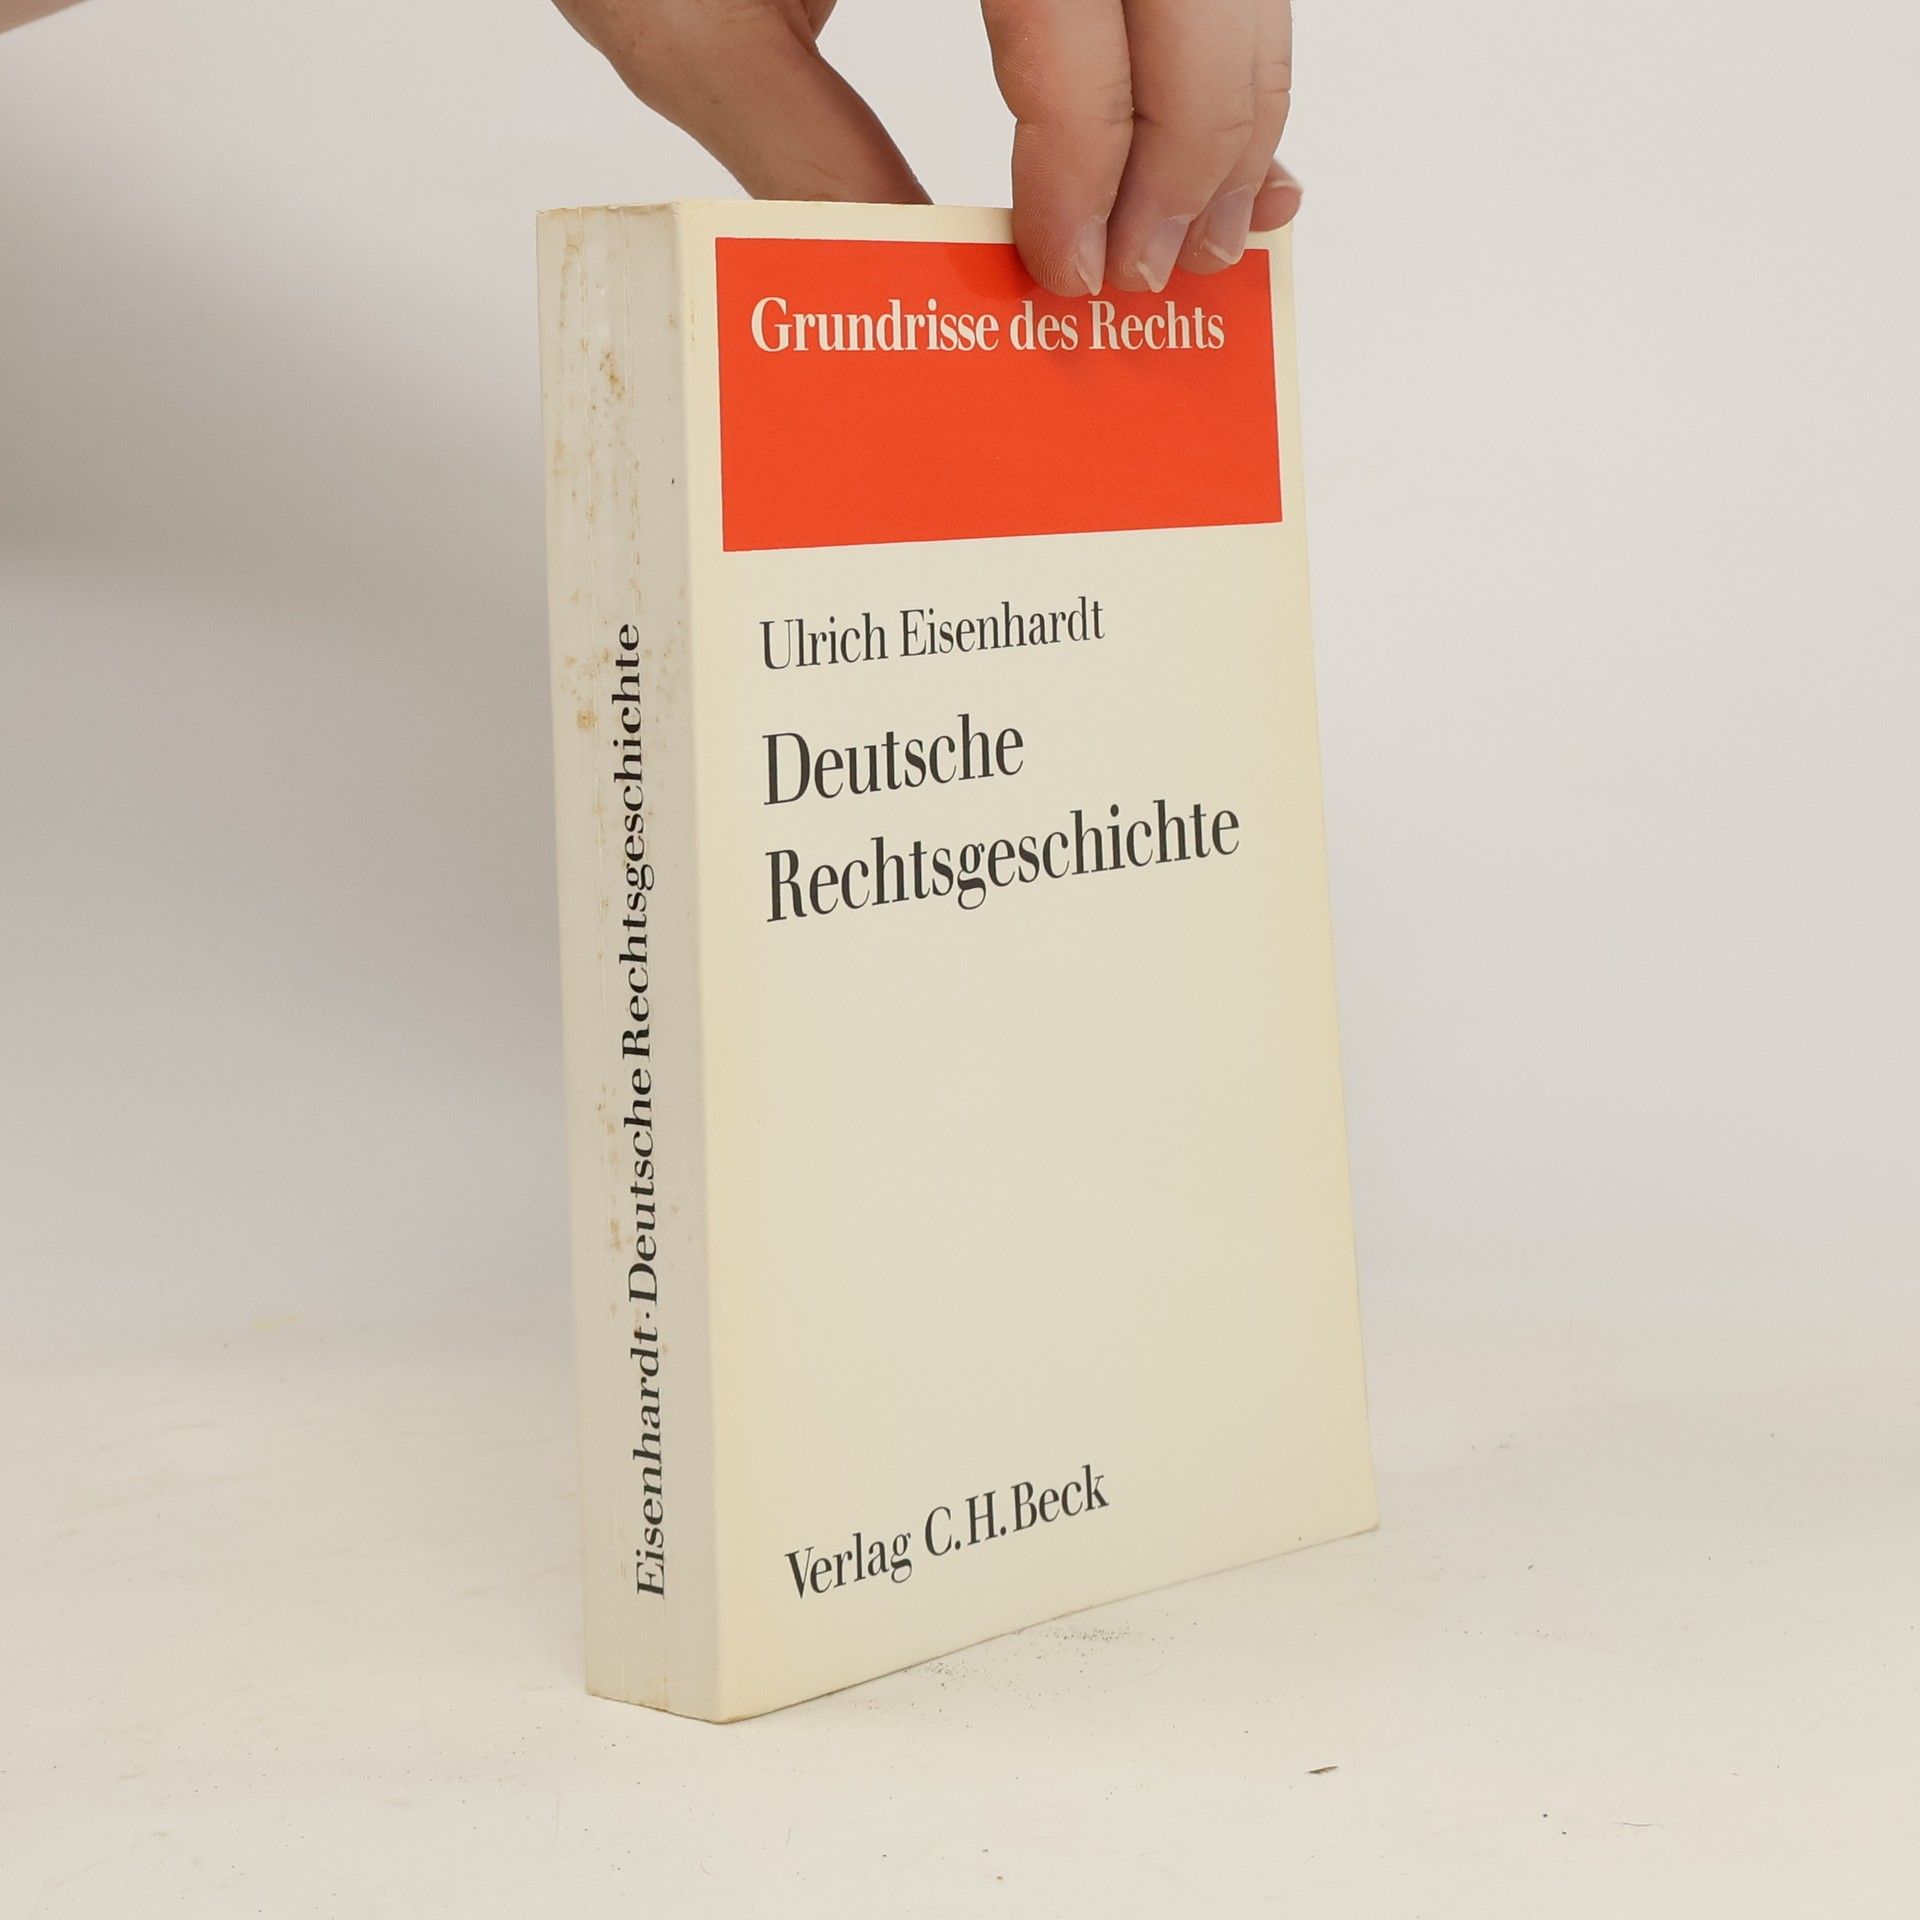 Grundrisse des Rechts
Ulrich Eisenhardt
Deutsche
Rechtsgeschichte
Verlag C.H.Beck
Eisenhardt · Deutsche Rechtsgeschichte